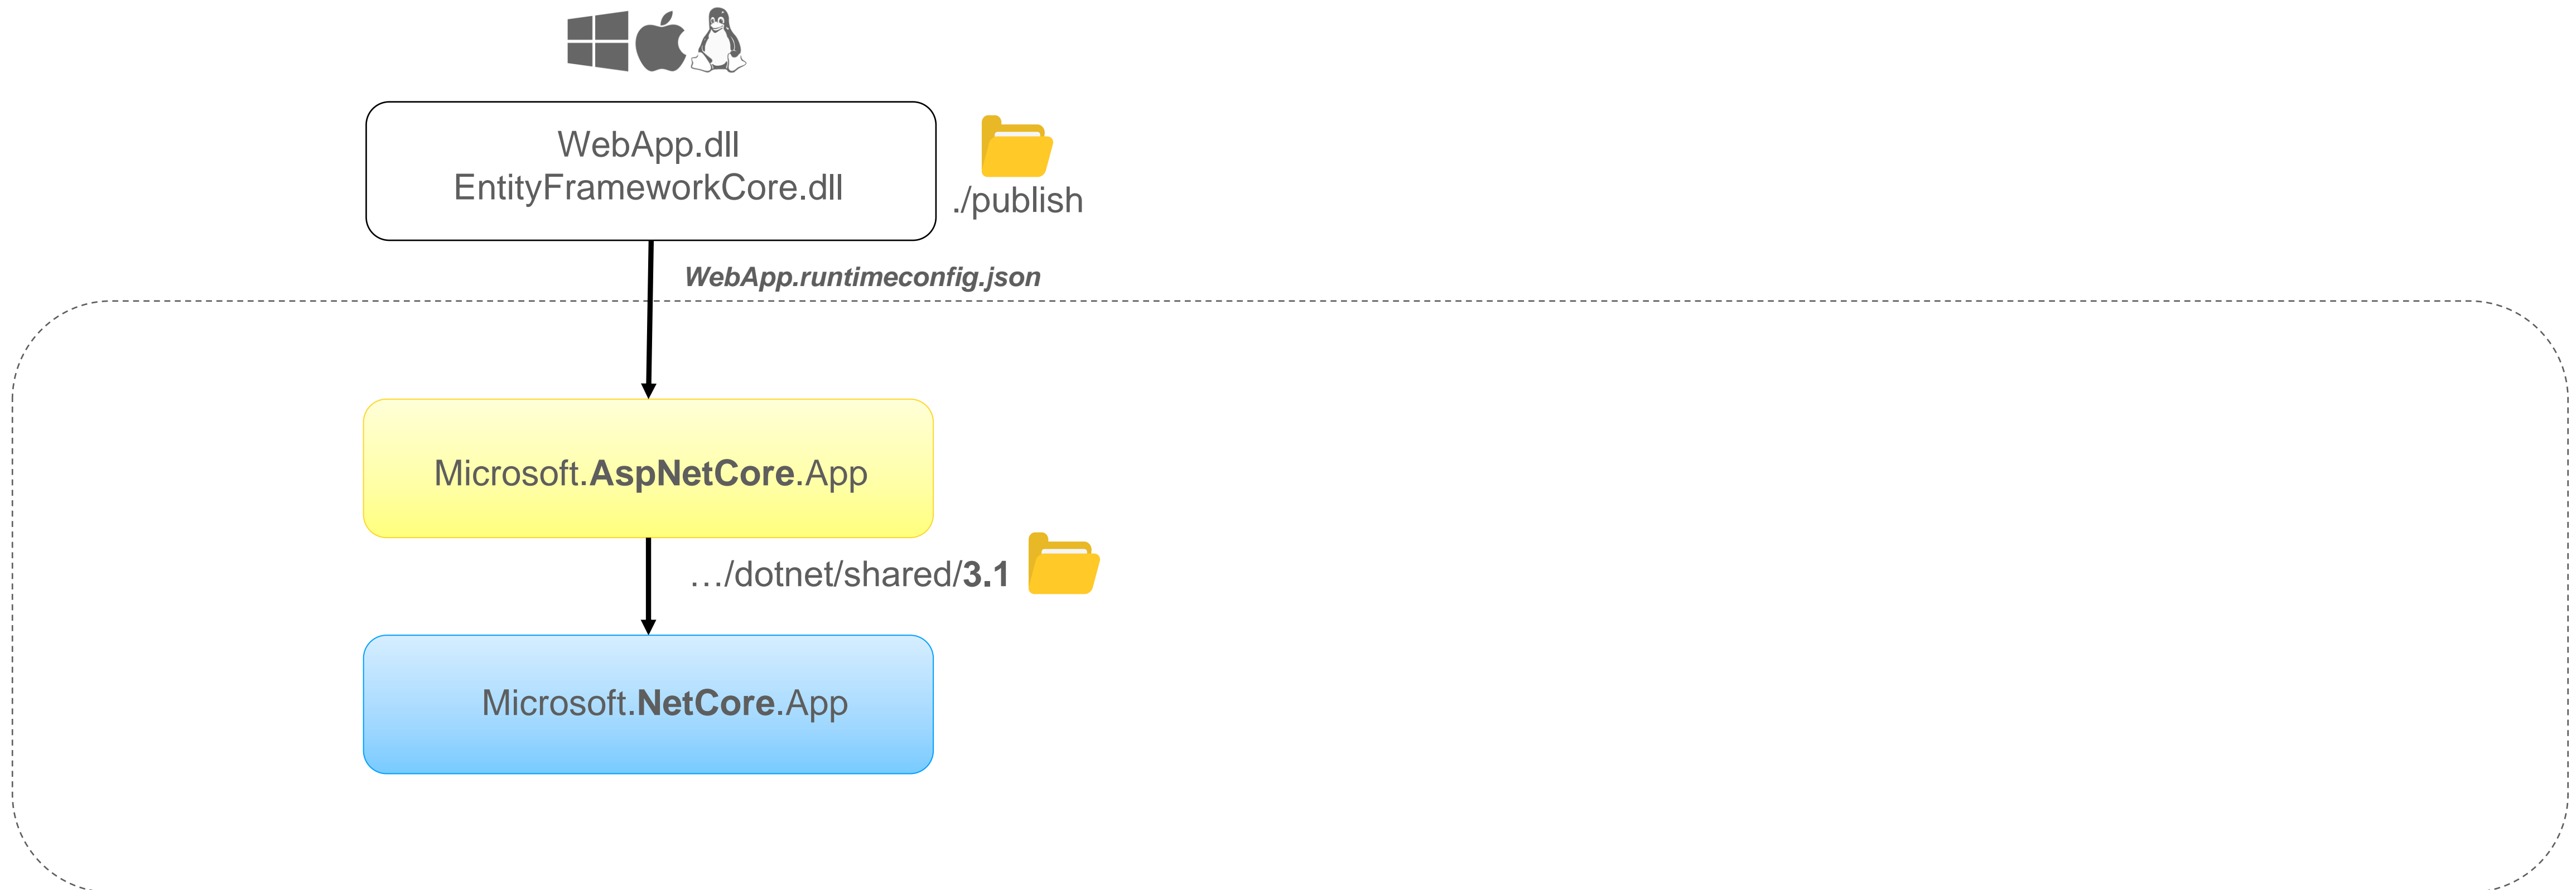 WebApp.dll
EntityFrameworkCore.dll
./publish
WebApp.runtimeconfig.json
Microsoft.AspNetCore.App
…/dotnet/shared/3.1
Microsoft.NetCore.App